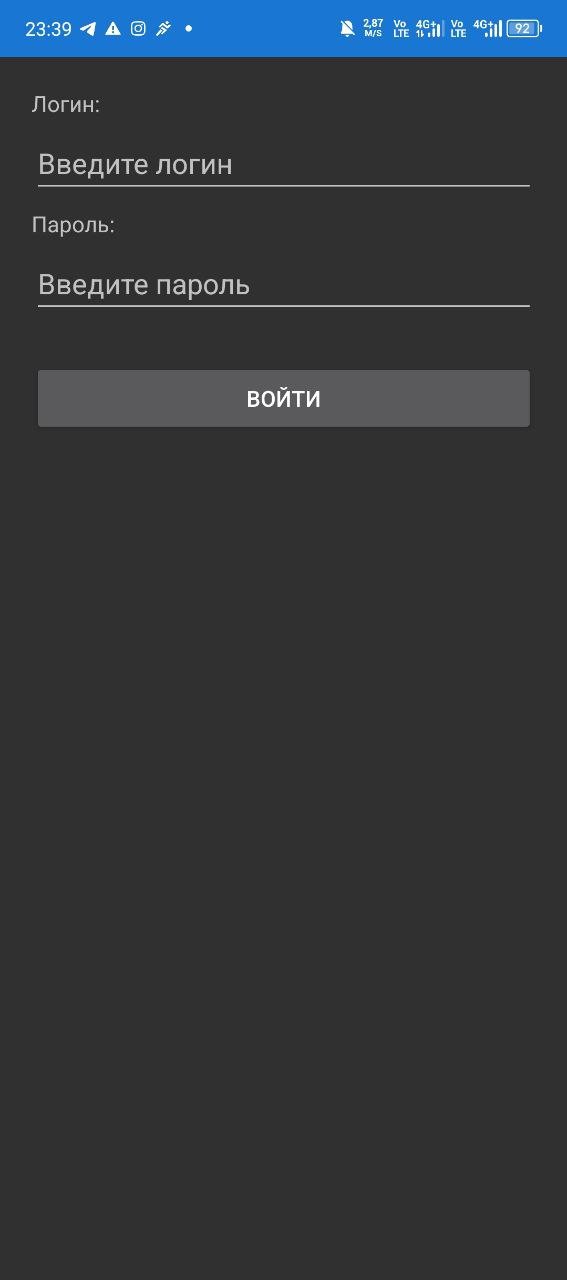 23:39 2,87 M/S Vo LTE 4G+ Vo LTE 4G+ 92
Логин:
Введите логин
Пароль:
Введите пароль
ВОЙТИ